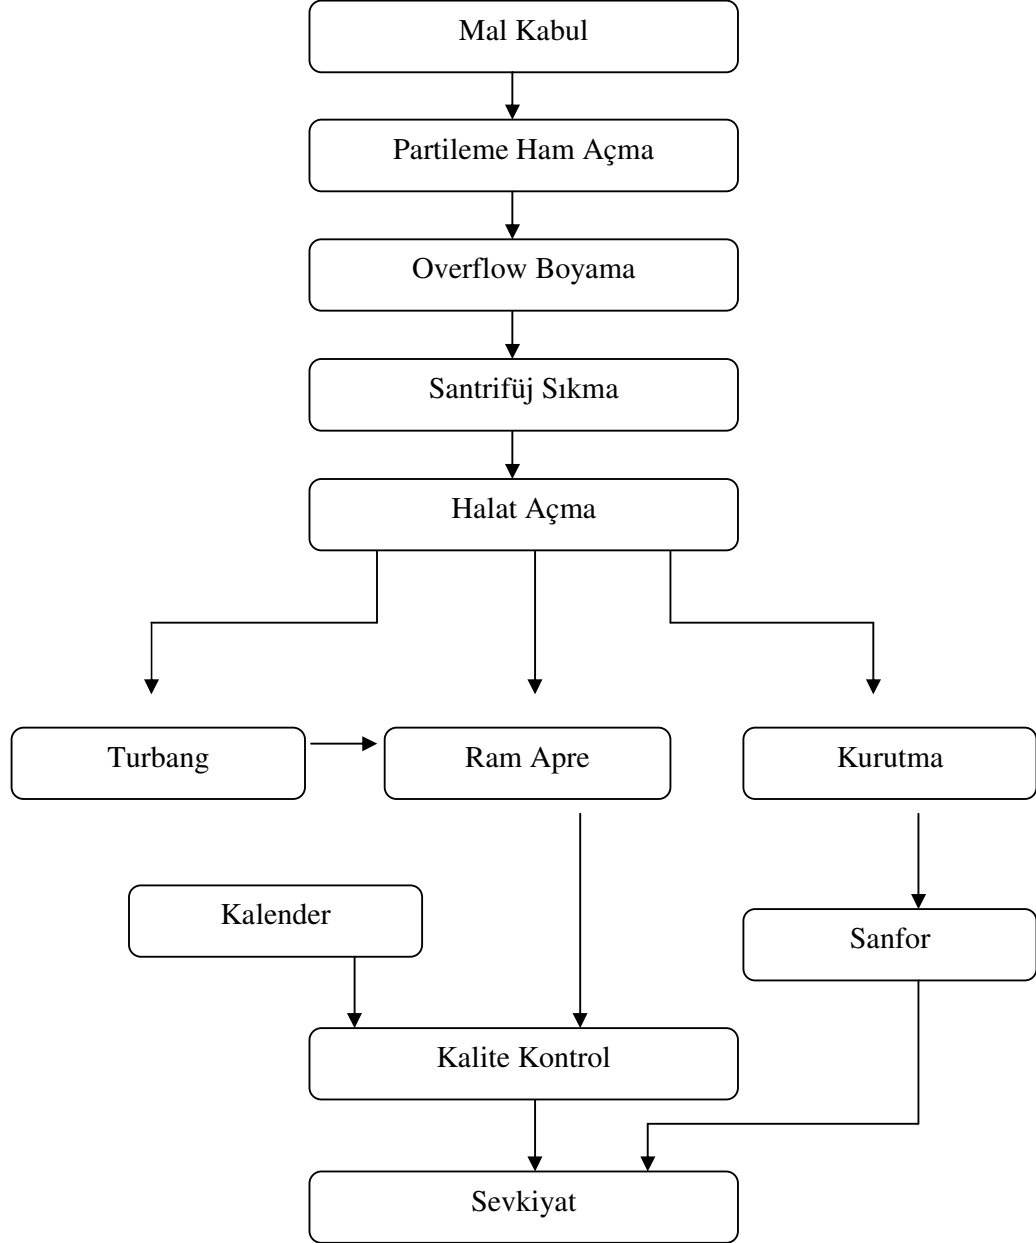 Mal Kabul
Partileme Ham Açma
Overflow Boyama
Santrifüj Sıkma
Halat Açma
Turbang
Ram Apre
Kurutma
Kalender
Sanfor
Kalite Kontrol
Sevkiyat